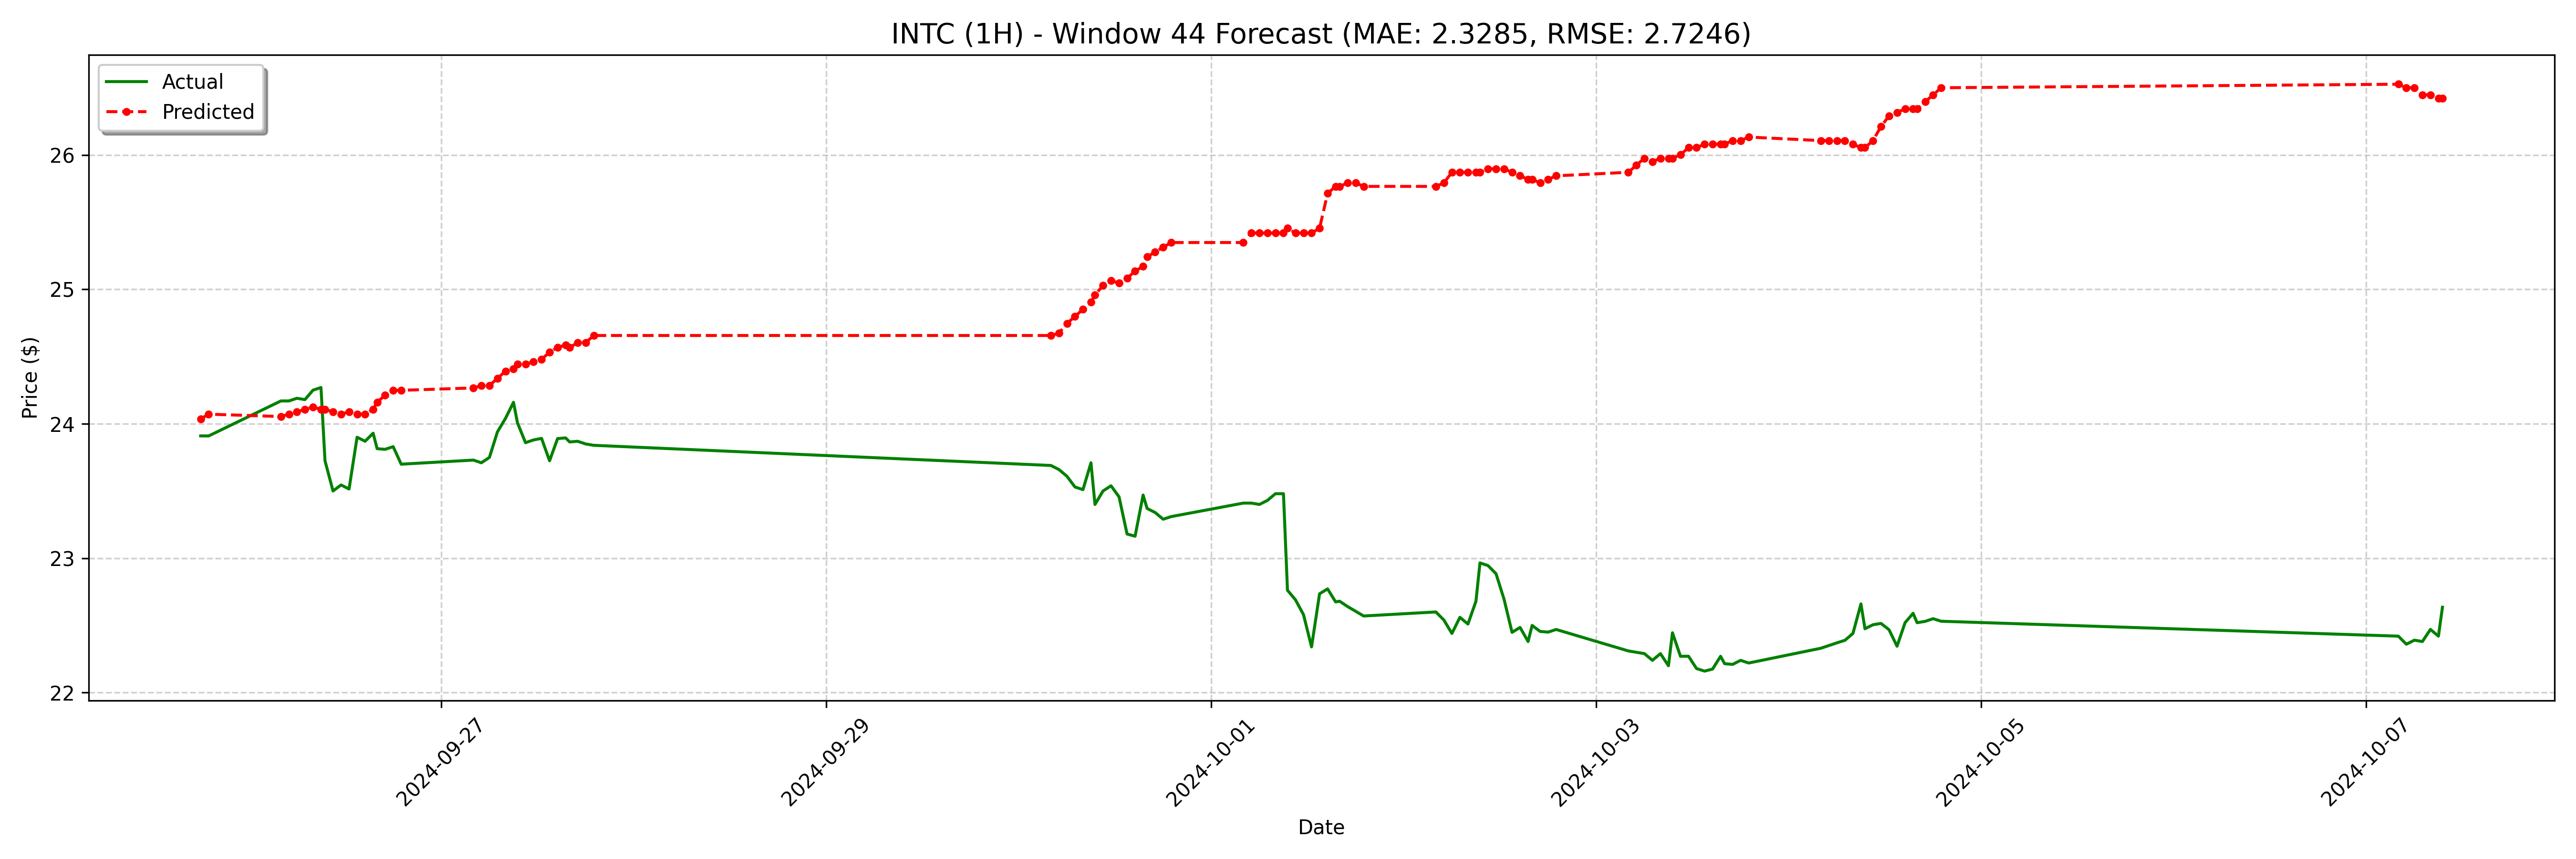 INTC (1H) - Window 44 Forecast (MAE: 2.3285, RMSE: 2.7246)
Actual
Predicted
Price ($)
26
25
24
23
22
2024-09-27
2024-09-29
2024-10-01
2024-10-03
2024-10-05
2024-10-07
Date